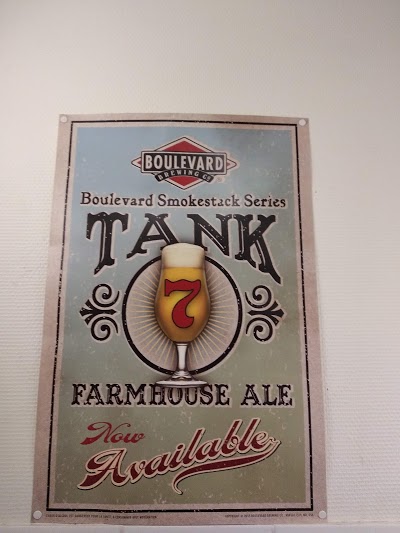 BOULEVARD
BREWING CO
Boulevard Smokestack Series
TANK
7
FARMHOUSE ALE
Now
Available